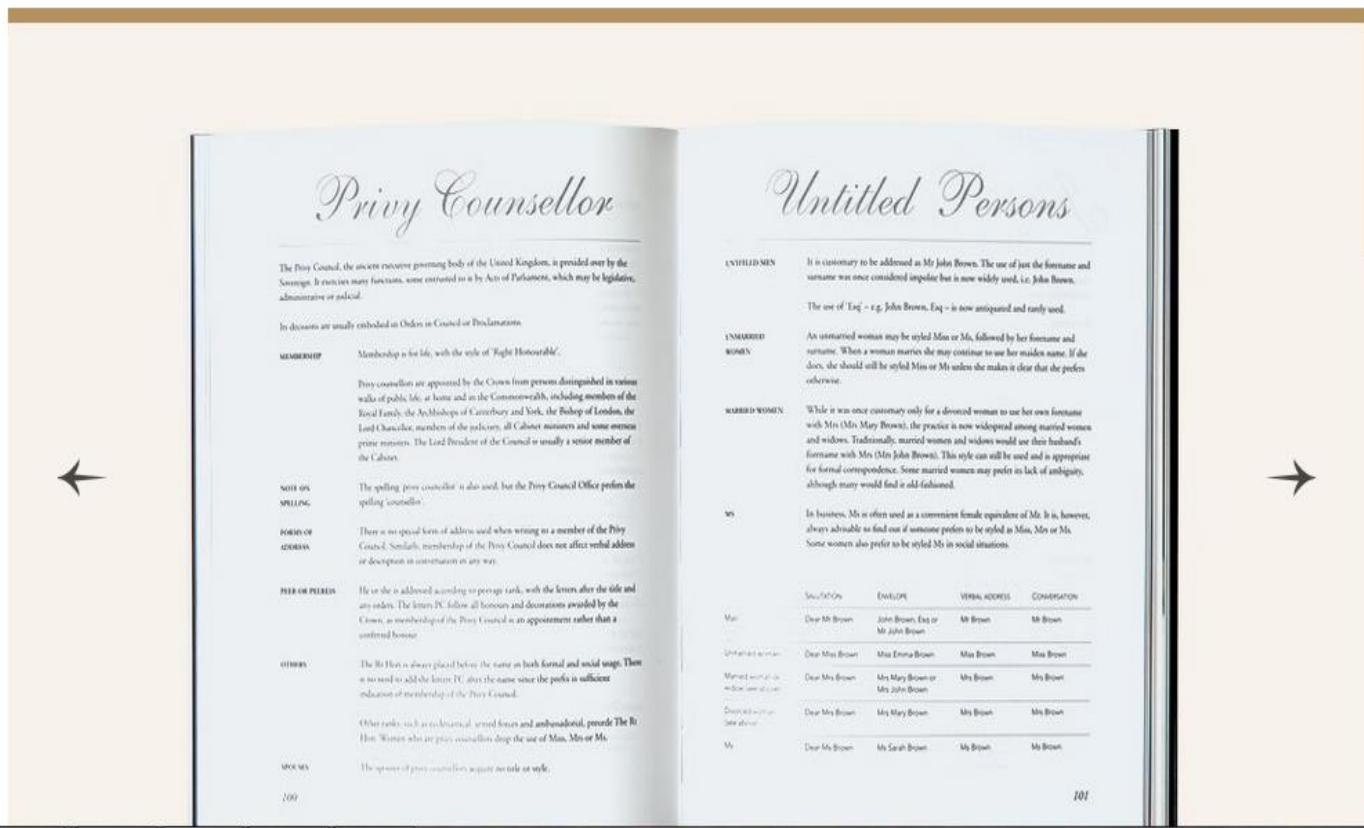 Privy Counsellor
The Privy Council, the ancient executive governing body of the United Kingdom, is presided over by the
Sovereign. It exercises many functions, some entrusted to it by Acts of Parliament, which may be legislative,
administrative or judicial.
Its decisions are usually embodied in Orders in Council or Proclamations.
MEMBERSHIP Membership is for life, with the style of 'Right Honourable'.
Privy counsellors are appointed by the Crown from persons distinguished in various
walks of public life, at home and in the Commonwealth, including members of the
Royal Family, the Archbishops of Canterbury and York, the Bishop of London, the
Lord Chancellor, members of the judiciary, all Cabinet ministers and some overseas
prime ministers. The Lord President of the Council is usually a senior member of
the Cabinet.
NOTE ON SPELLING The spelling 'privy councillor' is also used, but the Privy Council Office prefers the
spelling 'counsellor'.
FORMS OF ADDRESS There is no special form of address used when writing to a member of the Privy
Council. Similarly, membership of the Privy Council does not affect verbal address
or description in conversation in any way.
PEER OR PEERESS He or she is addressed according to peerage rank, with the letters after the title and
any orders. The letters PC follow all honours and decorations awarded by the
Crown, as membership of the Privy Council is an appointment rather than a
conferred honour.
OTHERS The Rt Hon is always placed before the name in both formal and social usage. There
is no need to add the letters PC after the name since the prefix is sufficient
indication of membership of the Privy Council.
Other ranks, such as ecclesiastical, armed forces and ambassadorial, precede The Rt
Hon. Women who are privy counsellors drop the use of Miss, Mrs or Ms.
SPOUSES The spouses of privy counsellors acquire no title or style.
100
Untitled Persons
UNTITLED MEN It is customary to be addressed as Mr John Brown. The use of just the forename and
surname was once considered impolite but is now widely used, i.e. John Brown.
The use of 'Esq' – e.g. John Brown, Esq – is now antiquated and rarely used.
UNMARRIED WOMEN An unmarried woman may be styled Miss or Ms, followed by her forename and
surname. When a woman marries she may continue to use her maiden name. If she
does, she should still be styled Miss or Ms unless she makes it clear that she prefers
otherwise.
MARRIED WOMEN While it was once customary only for a divorced woman to use her own forename
with Mrs (Mrs Mary Brown), the practice is now widespread among married women
and widows. Traditionally, married women and widows would use their husband's
forename with Mrs (Mrs John Brown). This style can still be used and is appropriate
for formal correspondence. Some married women may prefer its lack of ambiguity,
although many would find it old-fashioned.
MS In business, Ms is often used as a convenient female equivalent of Mr. It is, however,
always advisable to find out if someone prefers to be styled as Miss, Mrs or Ms.
Some women also prefer to be styled Ms in social situations.
SALUTATION ENVELOPE VERBAL ADDRESS CONVERSATION
Man Dear Mr Brown John Brown, Esq or Mr John Brown Mr Brown Mr Brown
Unmarried woman Dear Miss Brown Miss Emma Brown Miss Brown Miss Brown
Married woman or widow (see above) Dear Mrs Brown Mrs Mary Brown or Mrs John Brown Mrs Brown Mrs Brown
Divorced woman (see above) Dear Mrs Brown Mrs Mary Brown Mrs Brown Mrs Brown
Ms Dear Ms Brown Ms Sarah Brown Ms Brown Ms Brown
101